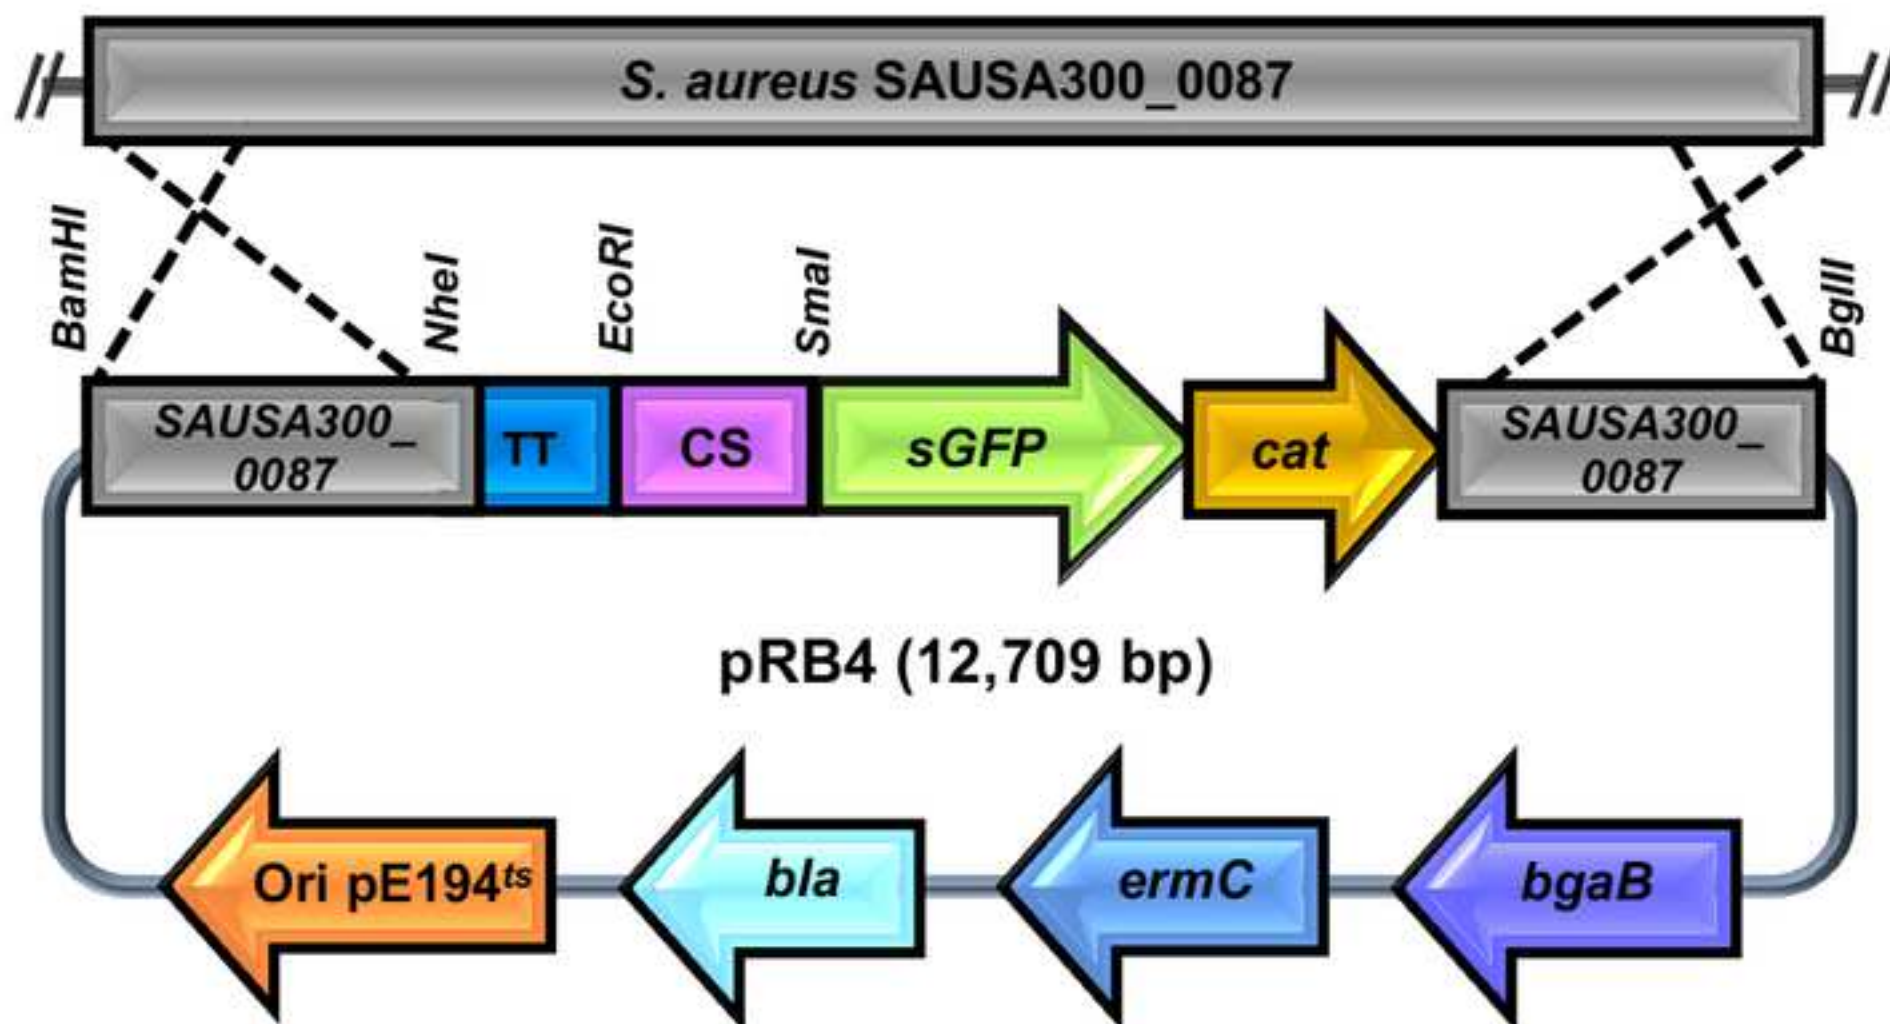 S. aureus SAUSA300_0087
BamHI
NheI
EcoRI
SmaI
BglII
SAUSA300_
0087
TT
CS
sGFP
cat
SAUSA300_
0087
pRB4 (12,709 bp)
Ori pE194ts
bla
ermC
bgaB